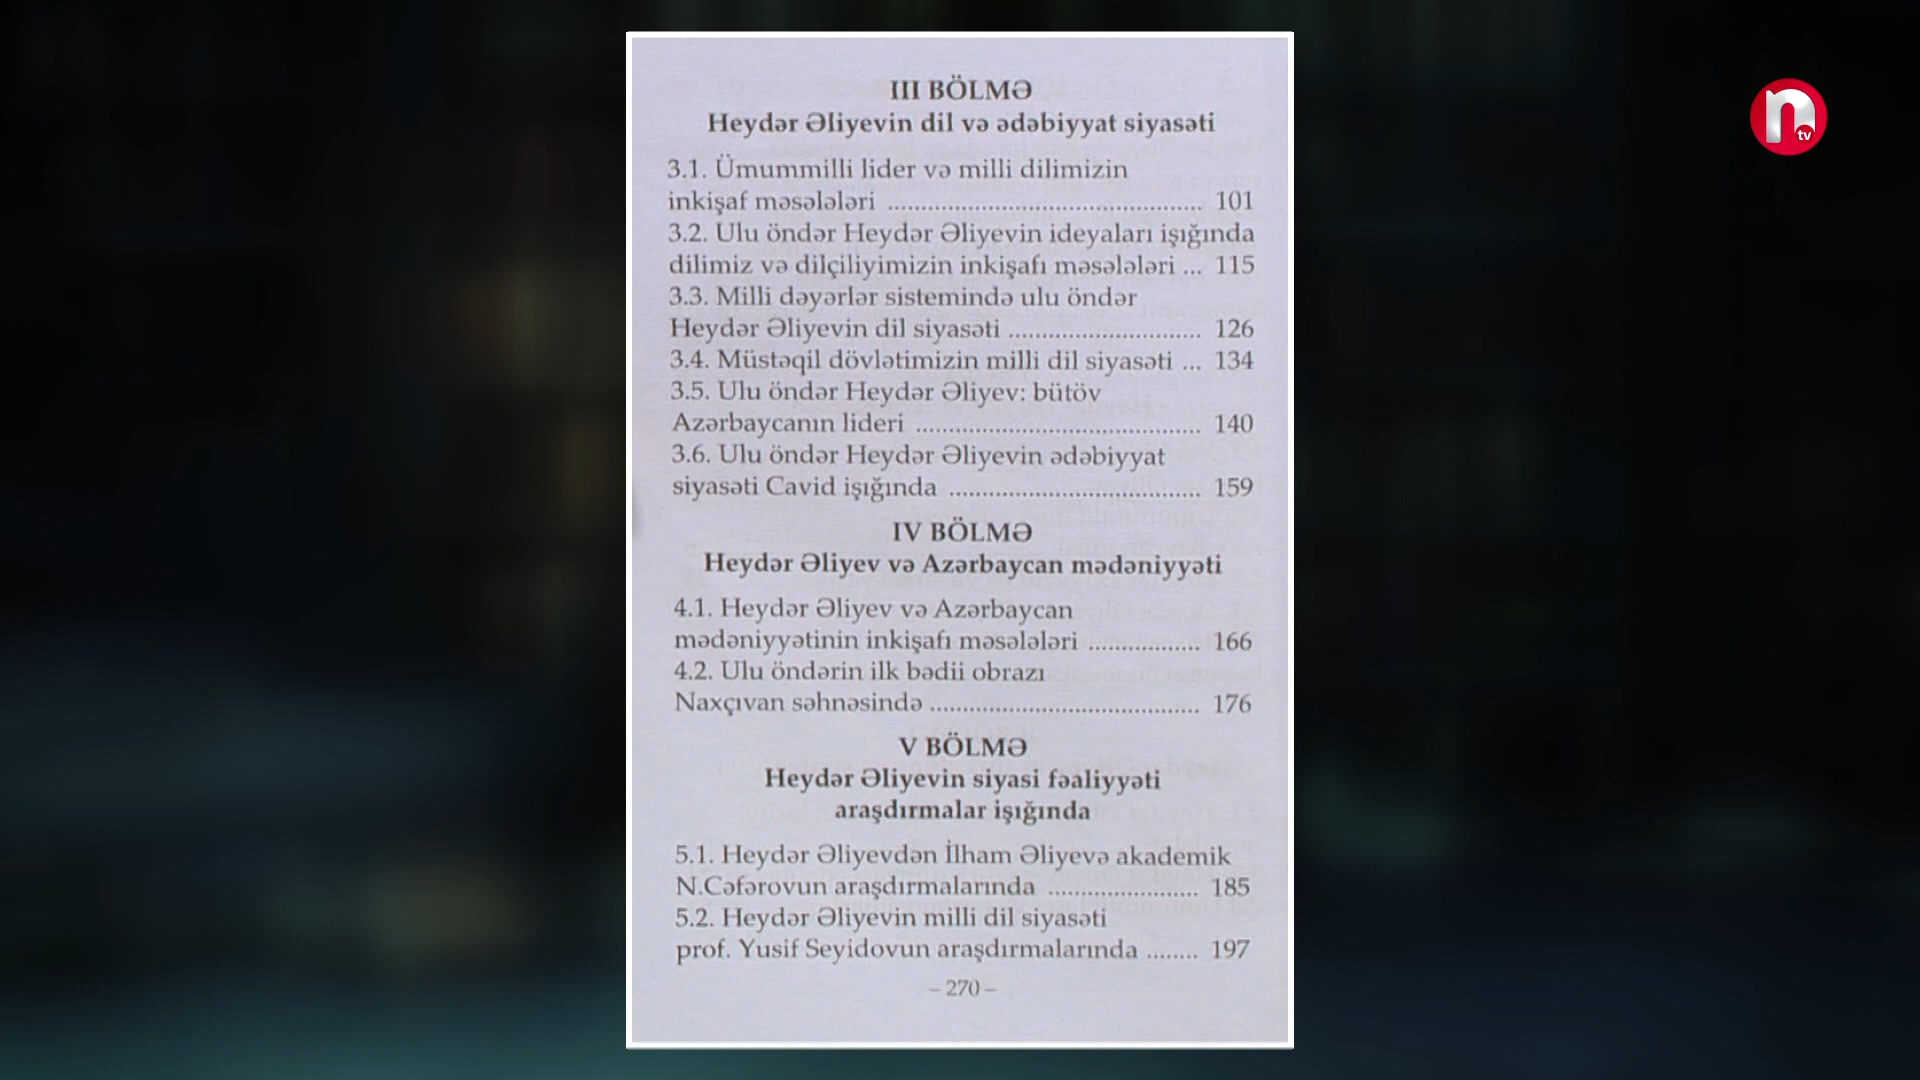 III BÖLMƏ
Heydər Əliyevin dil və ədəbiyyat siyasəti
3.1. Ümummilli lider və milli dilimizin
inkişaf məsələləri ................................................ 101
3.2. Ulu öndər Heydər Əliyevin ideyaları işığında
dilimiz və dilçiliyimizin inkişafı məsələləri ... 115
3.3. Milli dəyərlər sistemində ulu öndər
Heydər Əliyevin dil siyasəti ............................. 126
3.4. Müstəqil dövlətimizin milli dil siyasəti ... 134
3.5. Ulu öndər Heydər Əliyev: bütöv
Azərbaycanın lideri ........................................... 140
3.6. Ulu öndər Heydər Əliyevin ədəbiyyat
siyasəti Cavid işığında ...................................... 159
IV BÖLMƏ
Heydər Əliyev və Azərbaycan mədəniyyəti
4.1. Heydər Əliyev və Azərbaycan
mədəniyyətinin inkişafı məsələləri ................. 166
4.2. Ulu öndərin ilk bədii obrazı
Naxçıvan səhnəsində ......................................... 176
V BÖLMƏ
Heydər Əliyevin siyasi fəaliyyəti
araşdırmalar işığında
5.1. Heydər Əliyevdən İlham Əliyevə akademik
N.Cəfərovun araşdırmalarında ....................... 185
5.2. Heydər Əliyevin milli dil siyasəti
prof. Yusif Seyidovun araşdırmalarında ........ 197
– 270 –
n tv